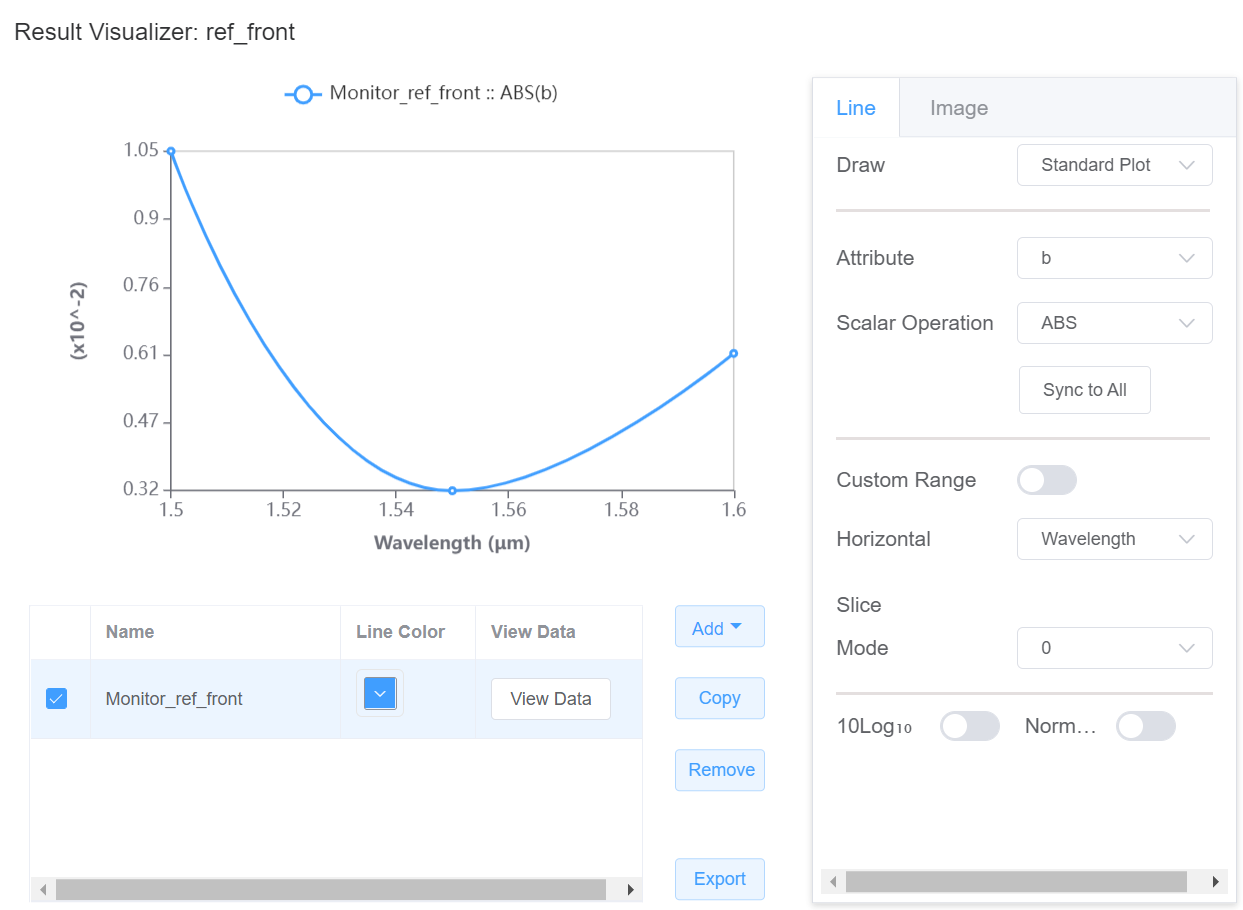 Result Visualizer: ref_front
Monitor_ref_front :: ABS(b)
1.05
0.9
0.76
0.61
0.47
0.32
(x10^-2)
1.5 1.52 1.54 1.56 1.58 1.6
Wavelength (μm)
Name Line Color View Data
Monitor_ref_front View Data
Add
Copy
Remove
Export
Line Image
Draw Standard Plot
Attribute b
Scalar Operation ABS
Sync to All
Custom Range
Horizontal Wavelength
Slice
Mode 0
10Log₁₀ Norm...